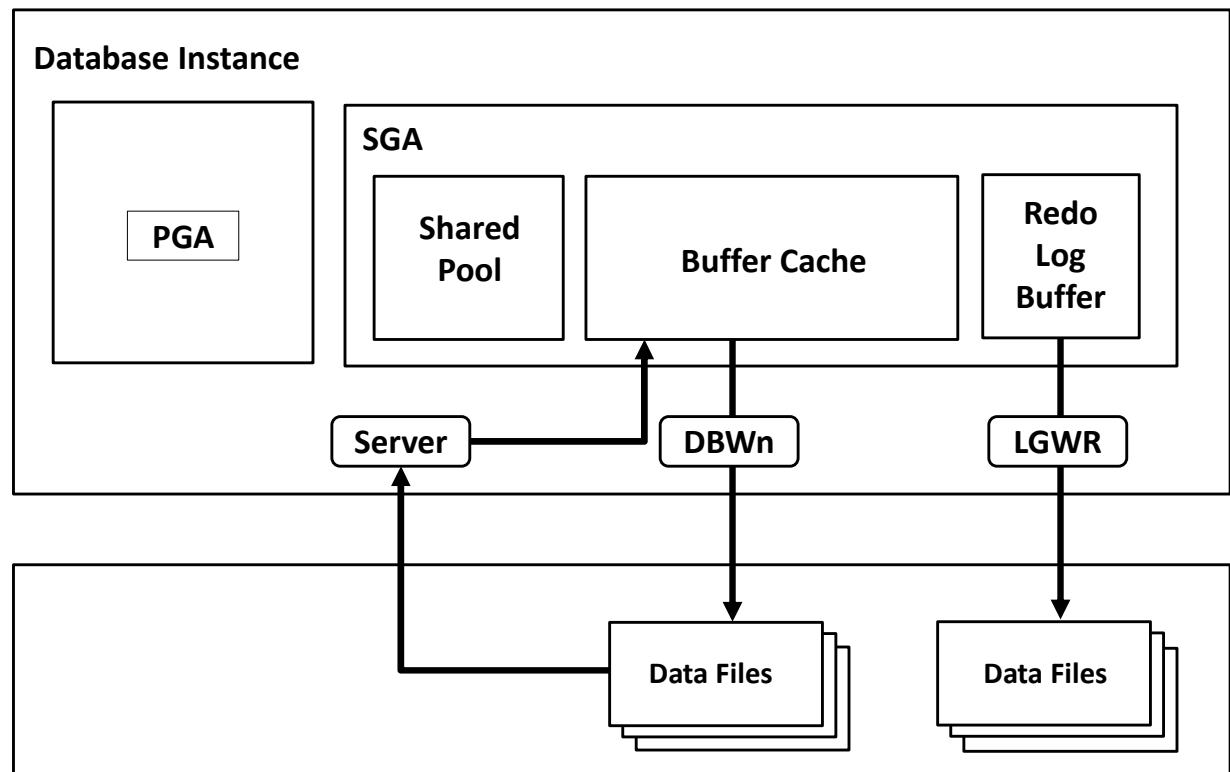 Database Instance
SGA
PGA
Shared
Pool
Buffer Cache
Redo
Log
Buffer
Server
DBWn
LGWR
Data Files
Data Files